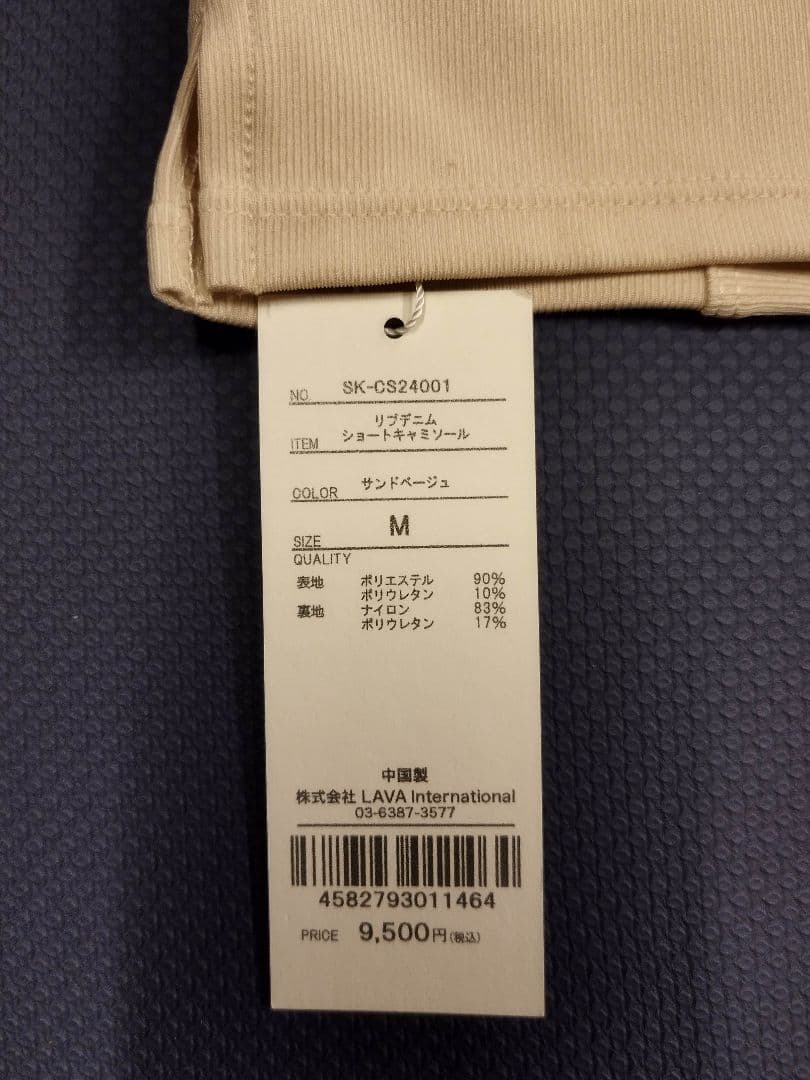 NO. SK-CS24001
リブデニム
ITEM ショートキャミソール
COLOR サンドベージュ
SIZE M
QUALITY
表地 ポリエステル 90%
ポリウレタン 10%
裏地 ナイロン 83%
ポリウレタン 17%
中国製
株式会社 LAVA International
03-6387-3577
4582793011464
PRICE 9,500円(税込)